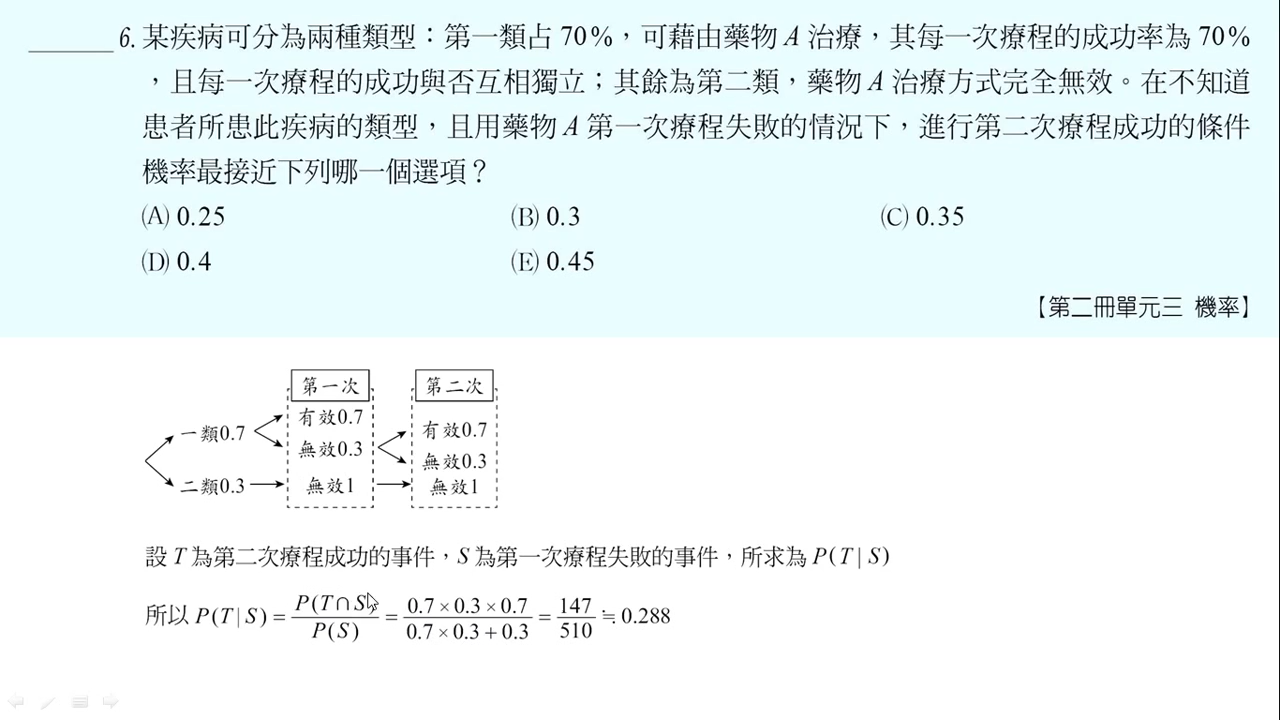 6. 某疾病可分為兩種類型：第一類占 70%，可藉由藥物 A 治療，其每一次療程的成功率為 70%
，且每一次療程的成功與否互相獨立；其餘為第二類，藥物 A 治療方式完全無效。在不知道
患者所患此疾病的類型，且用藥物 A 第一次療程失敗的情況下，進行第二次療程成功的條件
機率最接近下列哪一個選項？
(A) 0.25 (B) 0.3 (C) 0.35
(D) 0.4 (E) 0.45
【第二冊單元三 機率】
第一次 第二次
有效0.7
一類0.7
有效0.7
無效0.3
無效0.3
二類0.3 無效1 無效1
設 T 為第二次療程成功的事件，S 為第一次療程失敗的事件，所求為 P(T | S)
所以 P(T | S) = P(T∩S) / P(S) = 0.7 × 0.3 × 0.7 / 0.7 × 0.3 + 0.3 = 147 / 510 ≒ 0.288